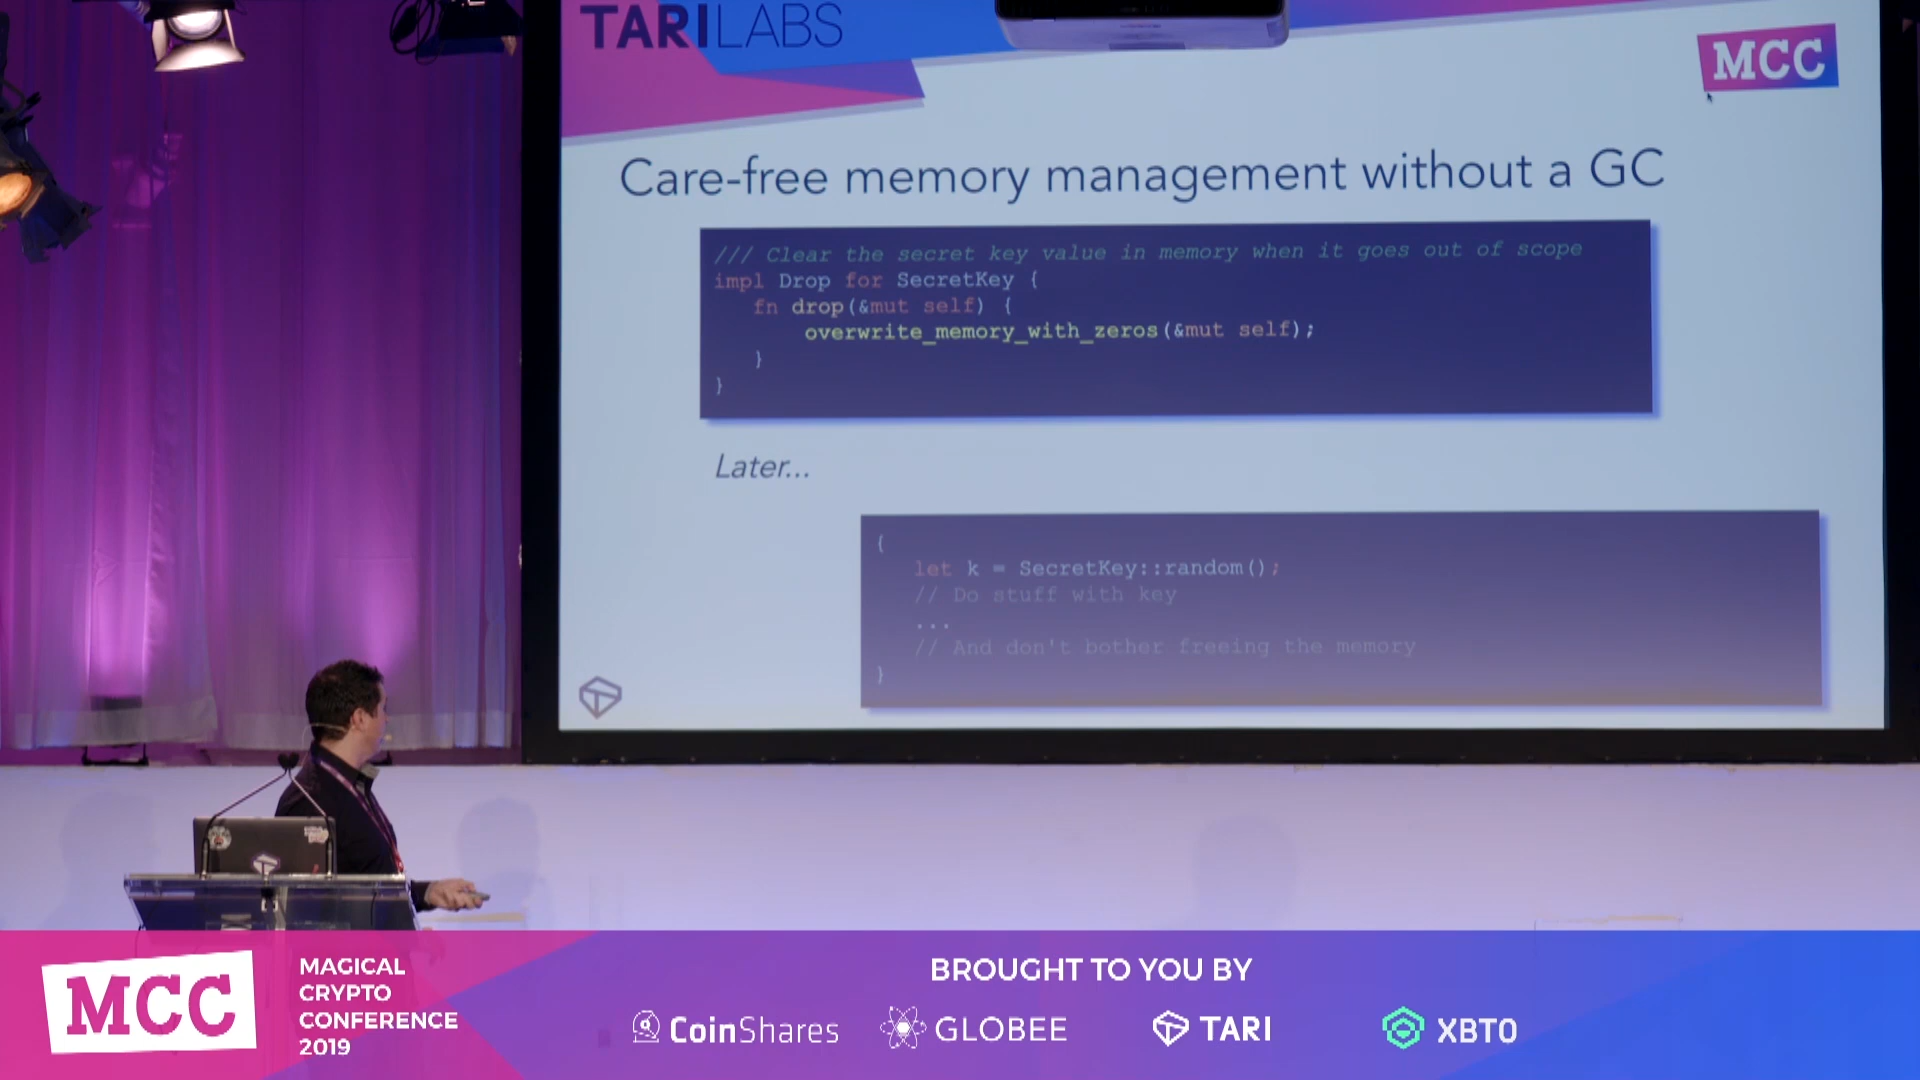 TARILABS
MCC
Care-free memory management without a GC
/// Clear the secret key value in memory when it goes out of scope
impl Drop for SecretKey {
fn drop(&mut self) {
overwrite_memory_with_zeros(&mut self);
}
}
Later...
{
let k = SecretKey::random();
// Do stuff with key
...
// And don't bother freeing the memory
}
MCC
MAGICAL
CRYPTO
CONFERENCE
2019
BROUGHT TO YOU BY
CoinShares
GLOBEE
TARI
XBTO